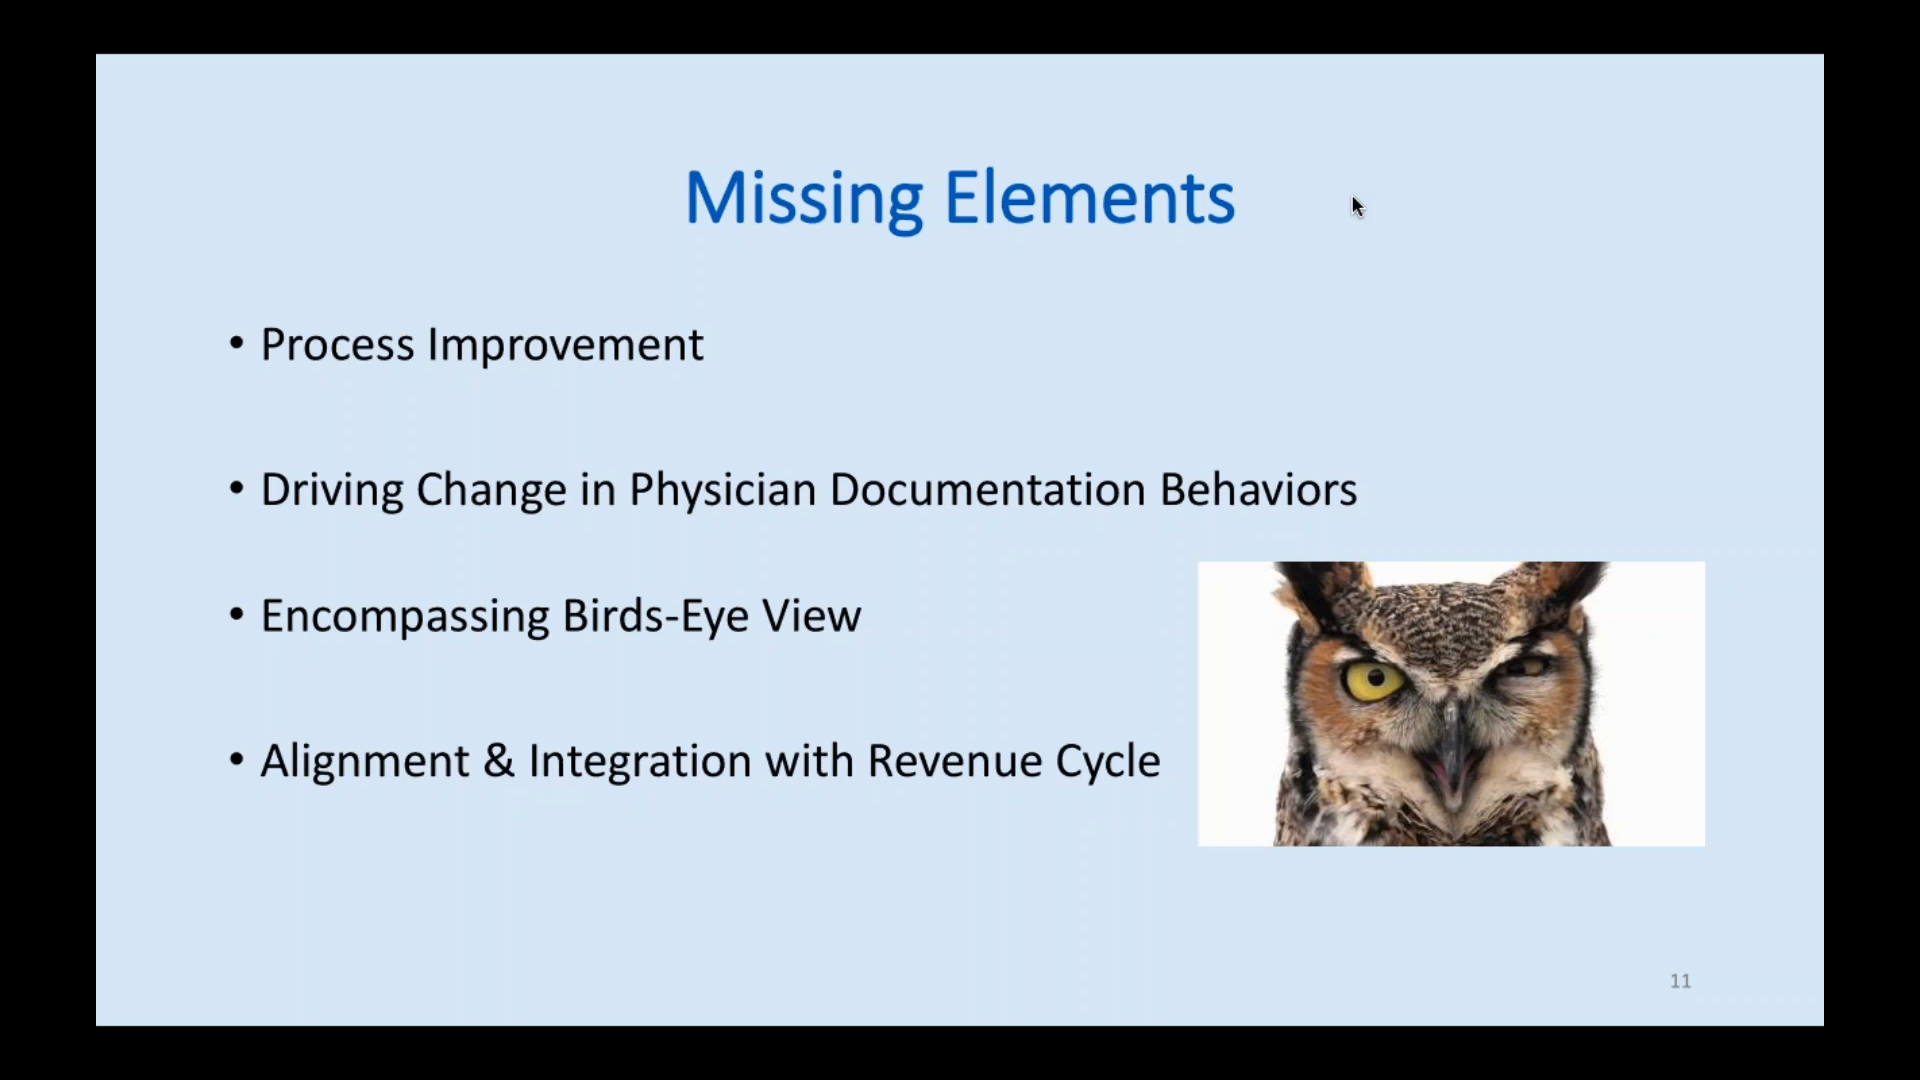 Missing Elements
• Process Improvement
• Driving Change in Physician Documentation Behaviors
• Encompassing Birds-Eye View
• Alignment & Integration with Revenue Cycle
11